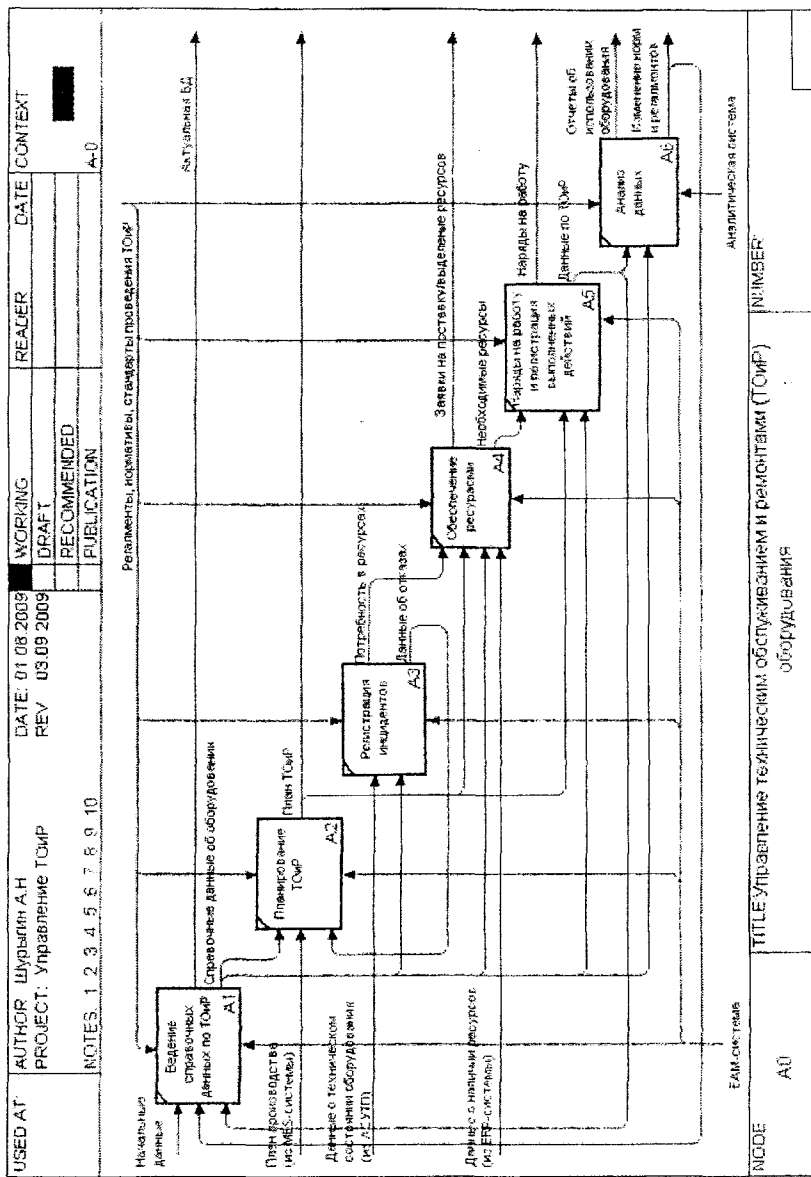 USED AT:
AUTHOR: Шурыгин А.Н
PROJECT: Управление ТОиР
DATE: 01.08.2009
REV: 03.09.2009
NOTES: 1 2 3 4 5 6 7 8 9 10
WORKING
DRAFT
RECOMMENDED
PUBLICATION
READER
DATE
CONTEXT
A-0
Регламенты, нормативы, стандарты проведения ТОиР
Начальные
данные
Ведение
справочных
данных по ТОиР
A1
Актуальная БД
Справочные данные об оборудовании
План производства
(из MES-системы)
Планирование
ТОиР
A2
План ТОиР
Данные о техническом
состоянии оборудования
(из АСУТП)
Регистрация
инцидентов
A3
Потребность в ресурсах
Данные об отказах
Данные о наличии ресурсов
(из ERP-системы)
Обеспечение
ресурсами
A4
Заявки на поставку/выделение ресурсов
Необходимые ресурсы
Наряды на работу
и регистрация
выполненных
действий
A5
Наряды на работу
Данные по ТОиР
Анализ
данных
A6
Отчеты об
использовании
оборудования
Изменение норм
и регламентов
EAM-система
Аналитическая система
NODE:
A0
TITLE: Управление техническим обслуживанием и ремонтами (ТОиР)
оборудования
NUMBER: